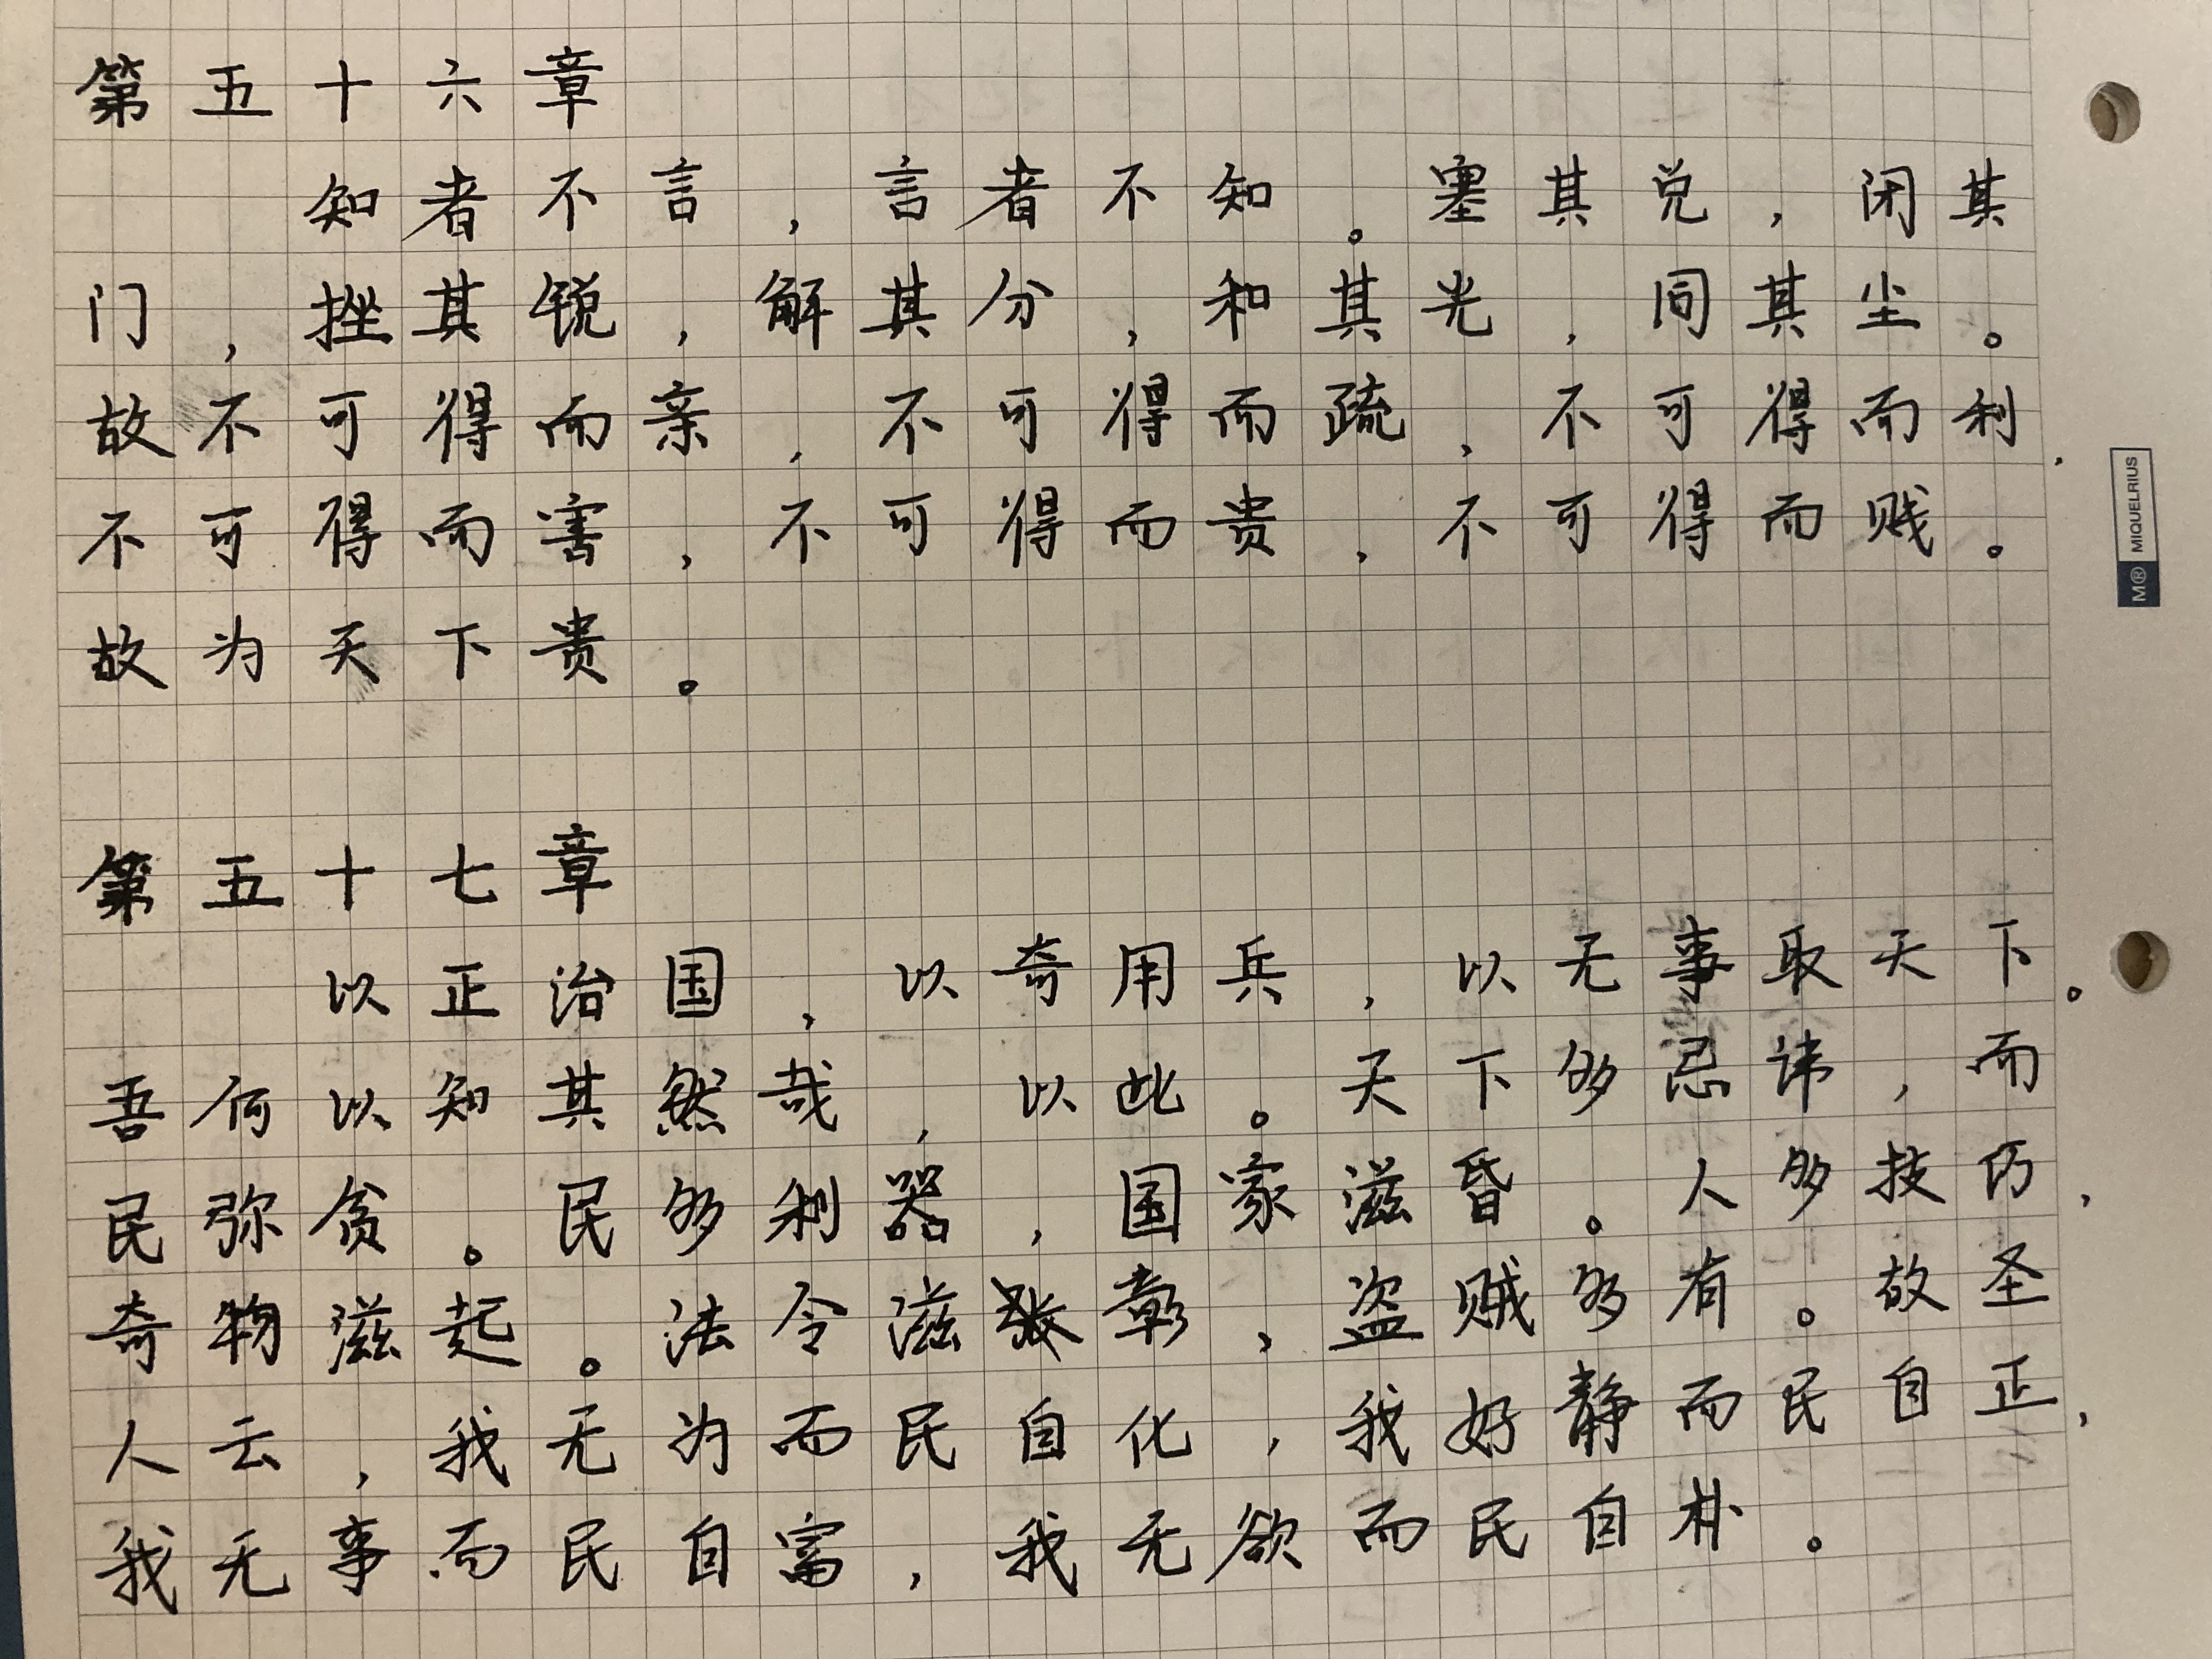 第五十六章
知者不言，言者不知。塞其兑，闭其
门，挫其锐，解其分，和其光，同其尘。
故不可得而亲，不可得而疏，不可得而利，
不可得而害，不可得而贵，不可得而贱。
故为天下贵。
第五十七章
以正治国，以奇用兵，以无事取天下。
吾何以知其然哉，以此。天下多忌讳，而
民弥贫。民多利器，国家滋昏。人多技巧，
奇物滋起。法令滋彰，盗贼多有。故圣
人云，我无为而民自化，我好静而民自正，
我无事而民自富，我无欲而民自朴。
M® MIQUELRIUS